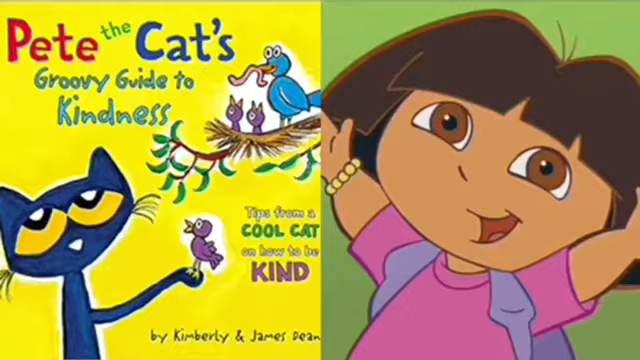 Pete the Cat's
Groovy Guide to
Kindness
Tips from a
COOL CAT
on how to be
KIND
by Kimberly & James Dean